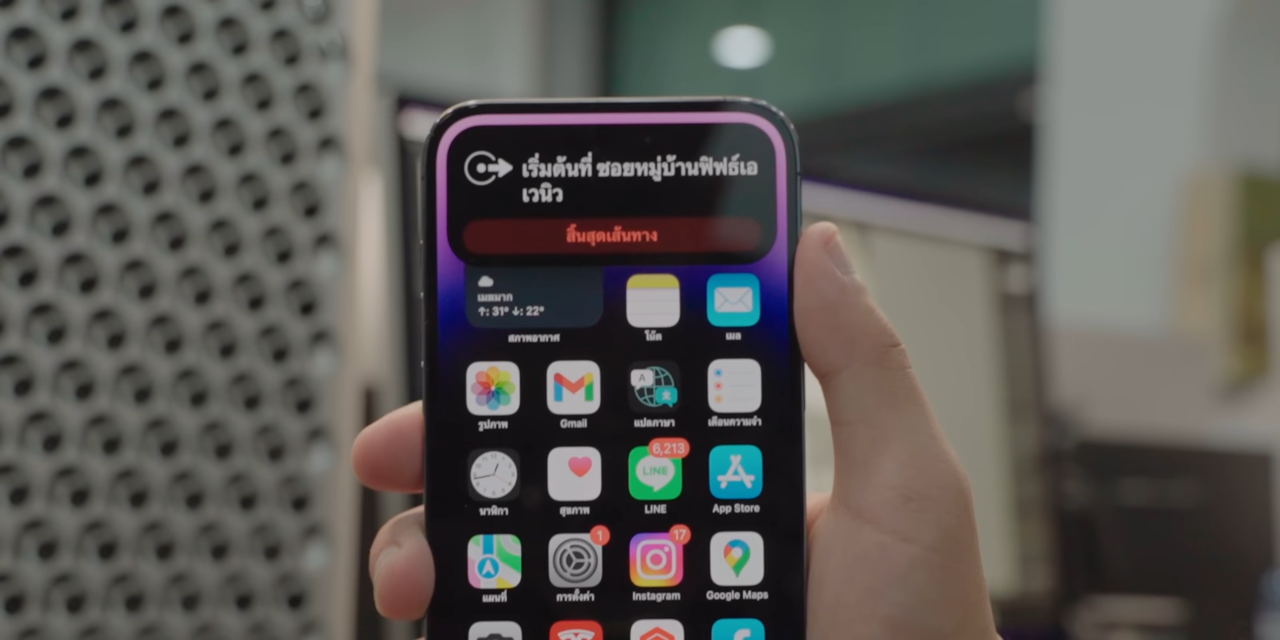 เริ่มต้นที่ ซอยหมู่บ้านฟิฟธ์เอ
เวนิว
สิ้นสุดเส้นทาง
เมฆมาก
↑: 31° ↓: 22°
สภาพอากาศ
โน้ต
เมล
รูปภาพ
Gmail
A
แปลภาษา
เตือนความจำ
นาฬิกา
สุขภาพ
6,213
LINE
LINE
App Store
แผนที่
1
การตั้งค่า
17
Instagram
Google Maps